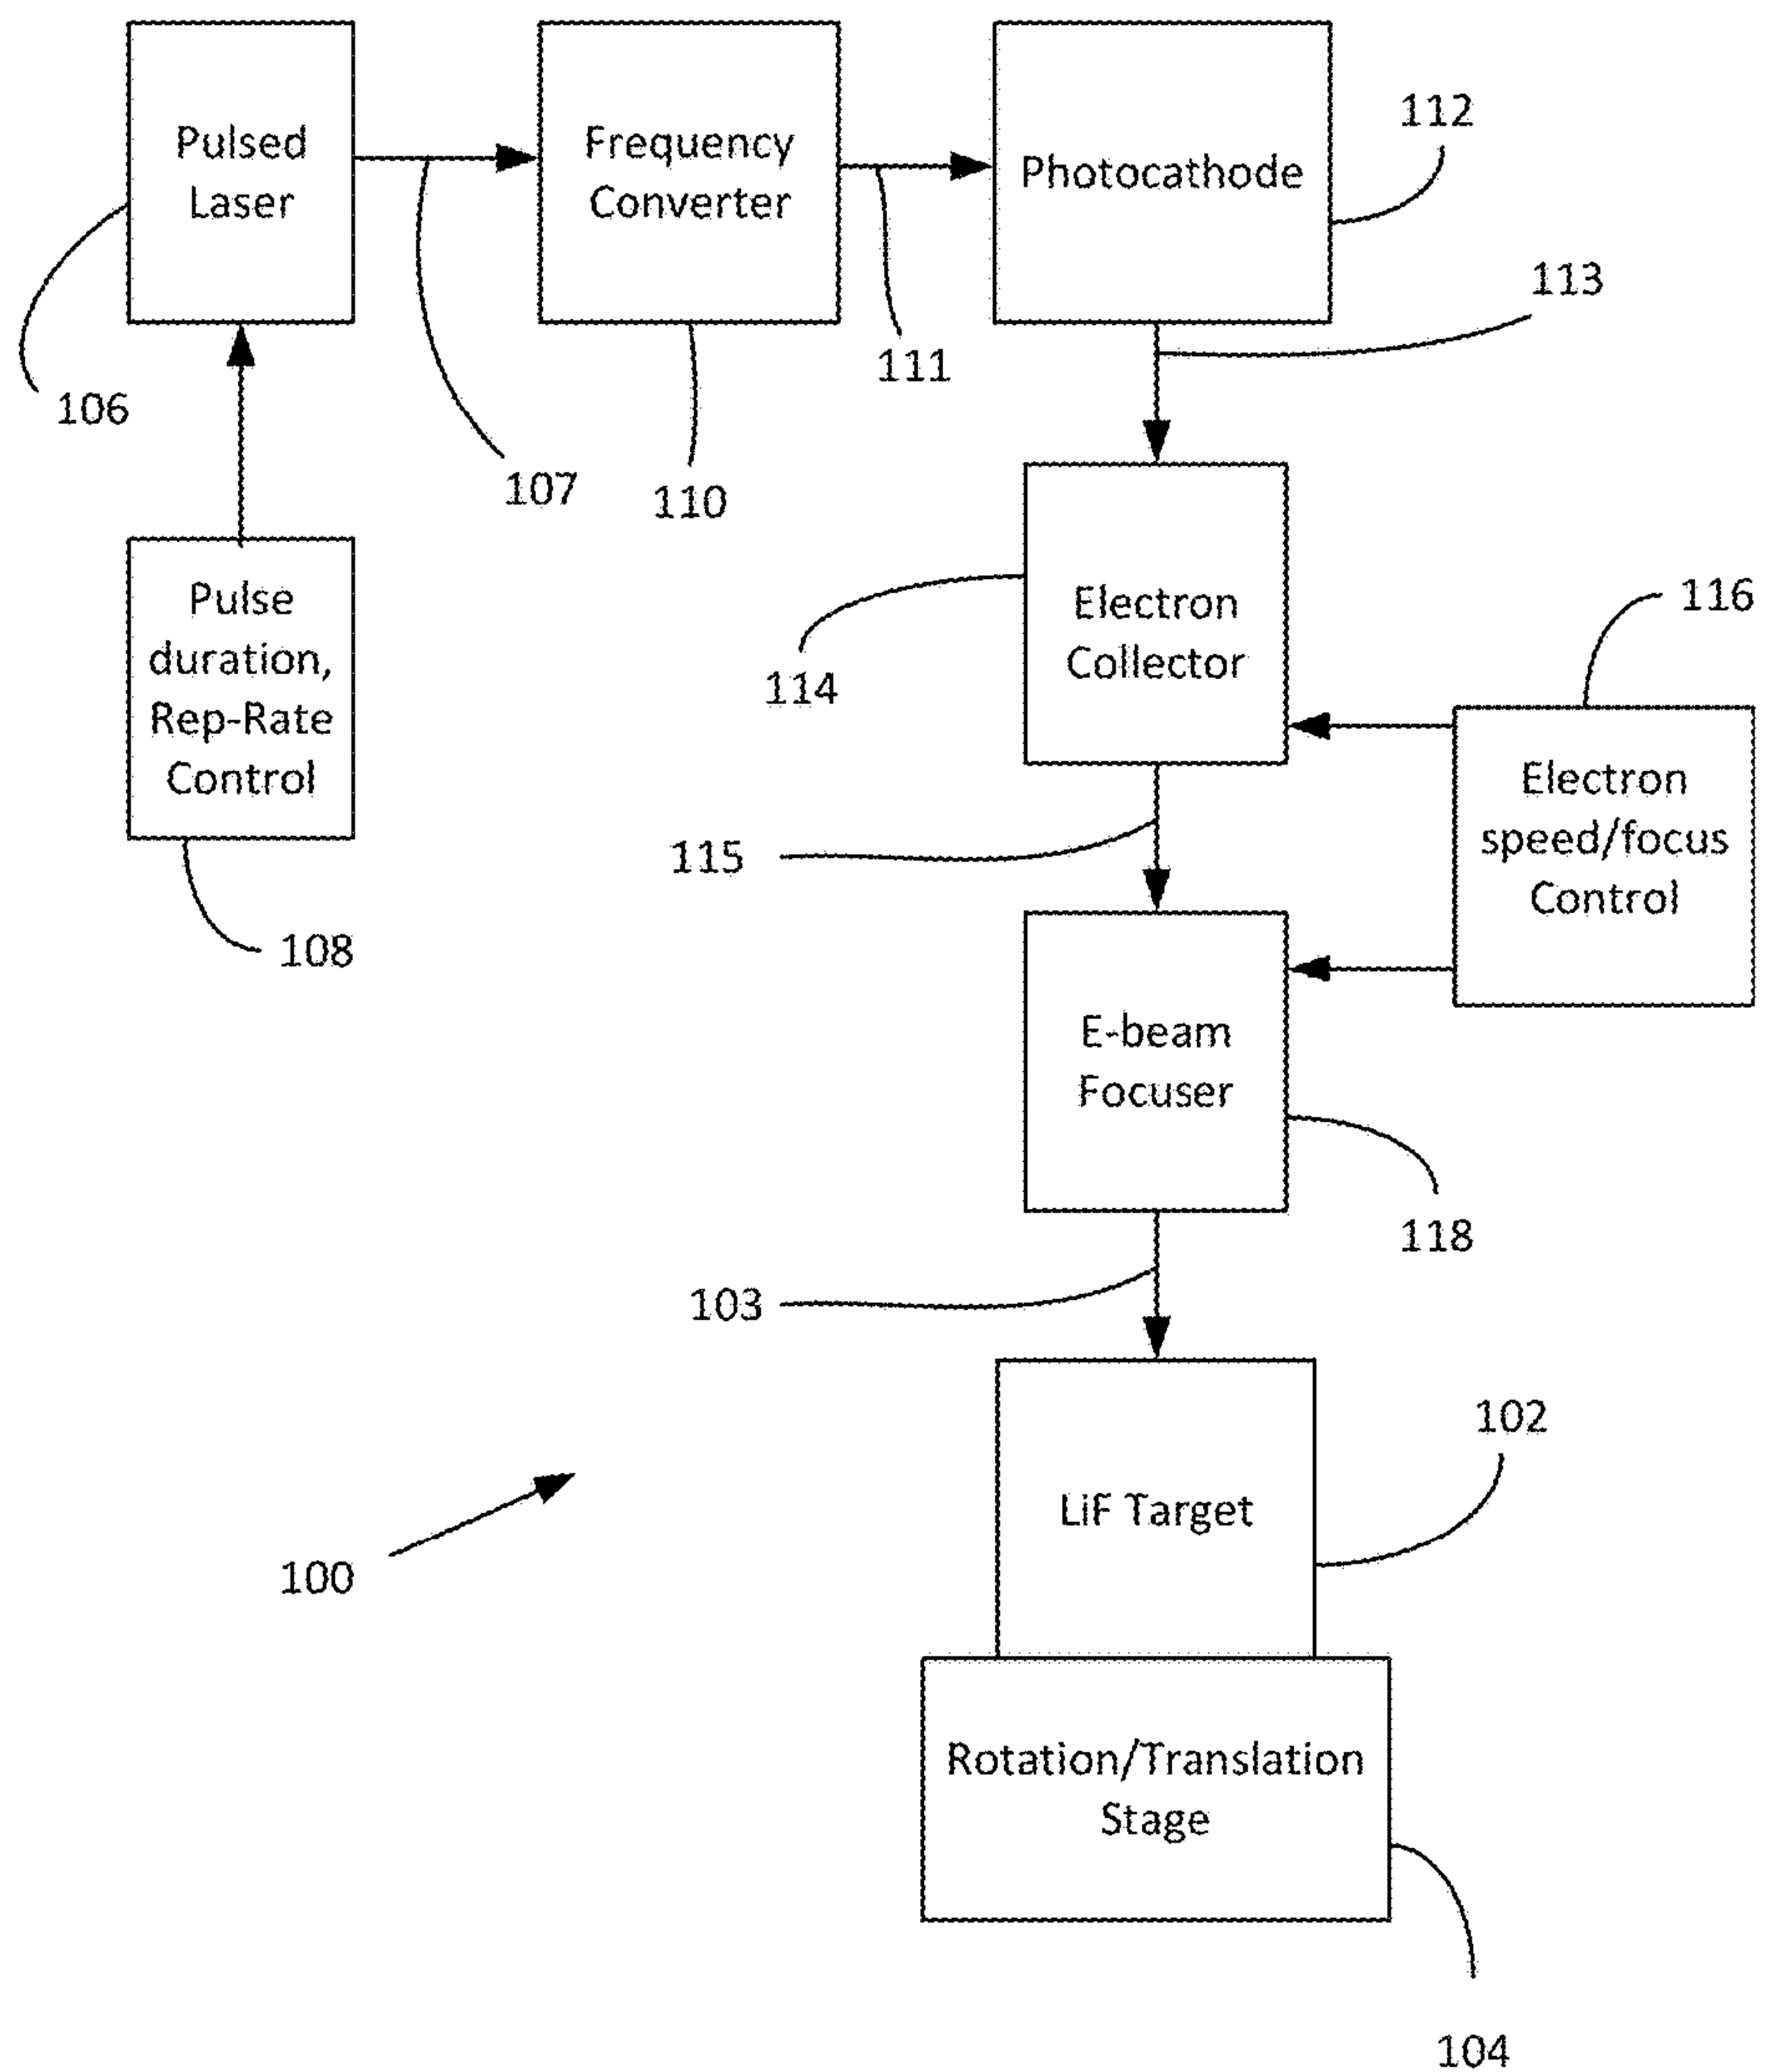 Pulsed
Laser
Frequency
Converter
Photocathode
112
113
111
106
107
110
Pulse
duration,
Rep-Rate
Control
108
Electron
Collector
114
116
Electron
speed/focus
Control
115
E-beam
Focuser
118
103
102
LiF Target
100
Rotation/Translation
Stage
104